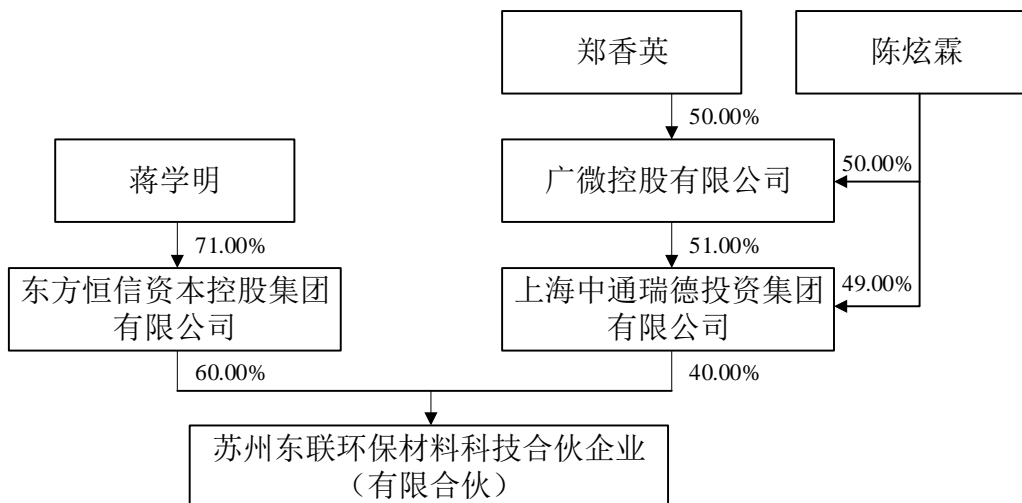 郑香英
陈炫霖
50.00%
蒋学明
广微控股有限公司
50.00%
71.00%
51.00%
东方恒信资本控股集团
有限公司
上海中通瑞德投资集团
有限公司
49.00%
60.00%
40.00%
苏州东联环保材料科技合伙企业
（有限合伙）